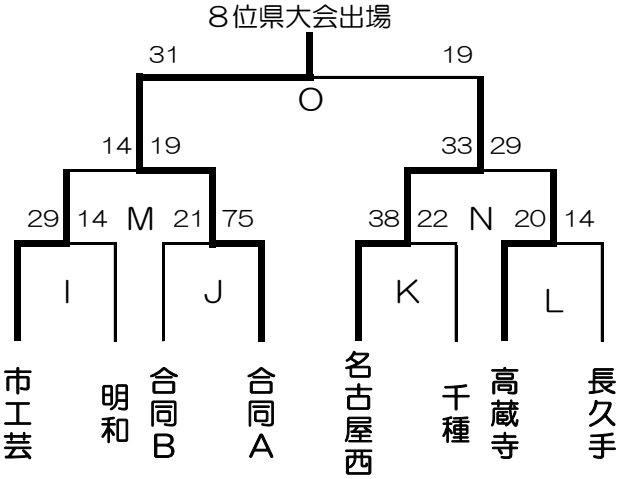 8位県大会出場
31 19
O
14 19 33 29
29 14 M 21 75 38 22 N 20 14
I J K L
市工芸
明和
合同B
合同A
名古屋西
千種
高蔵寺
長久手